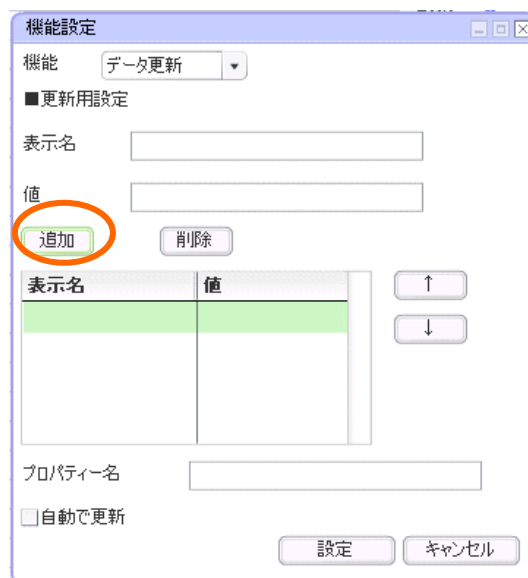 機能設定
機能 データ更新
■更新用設定
表示名
値
追加 削除
表示名 値 ↑
↓
プロパティー名
自動で更新
設定 キャンセル